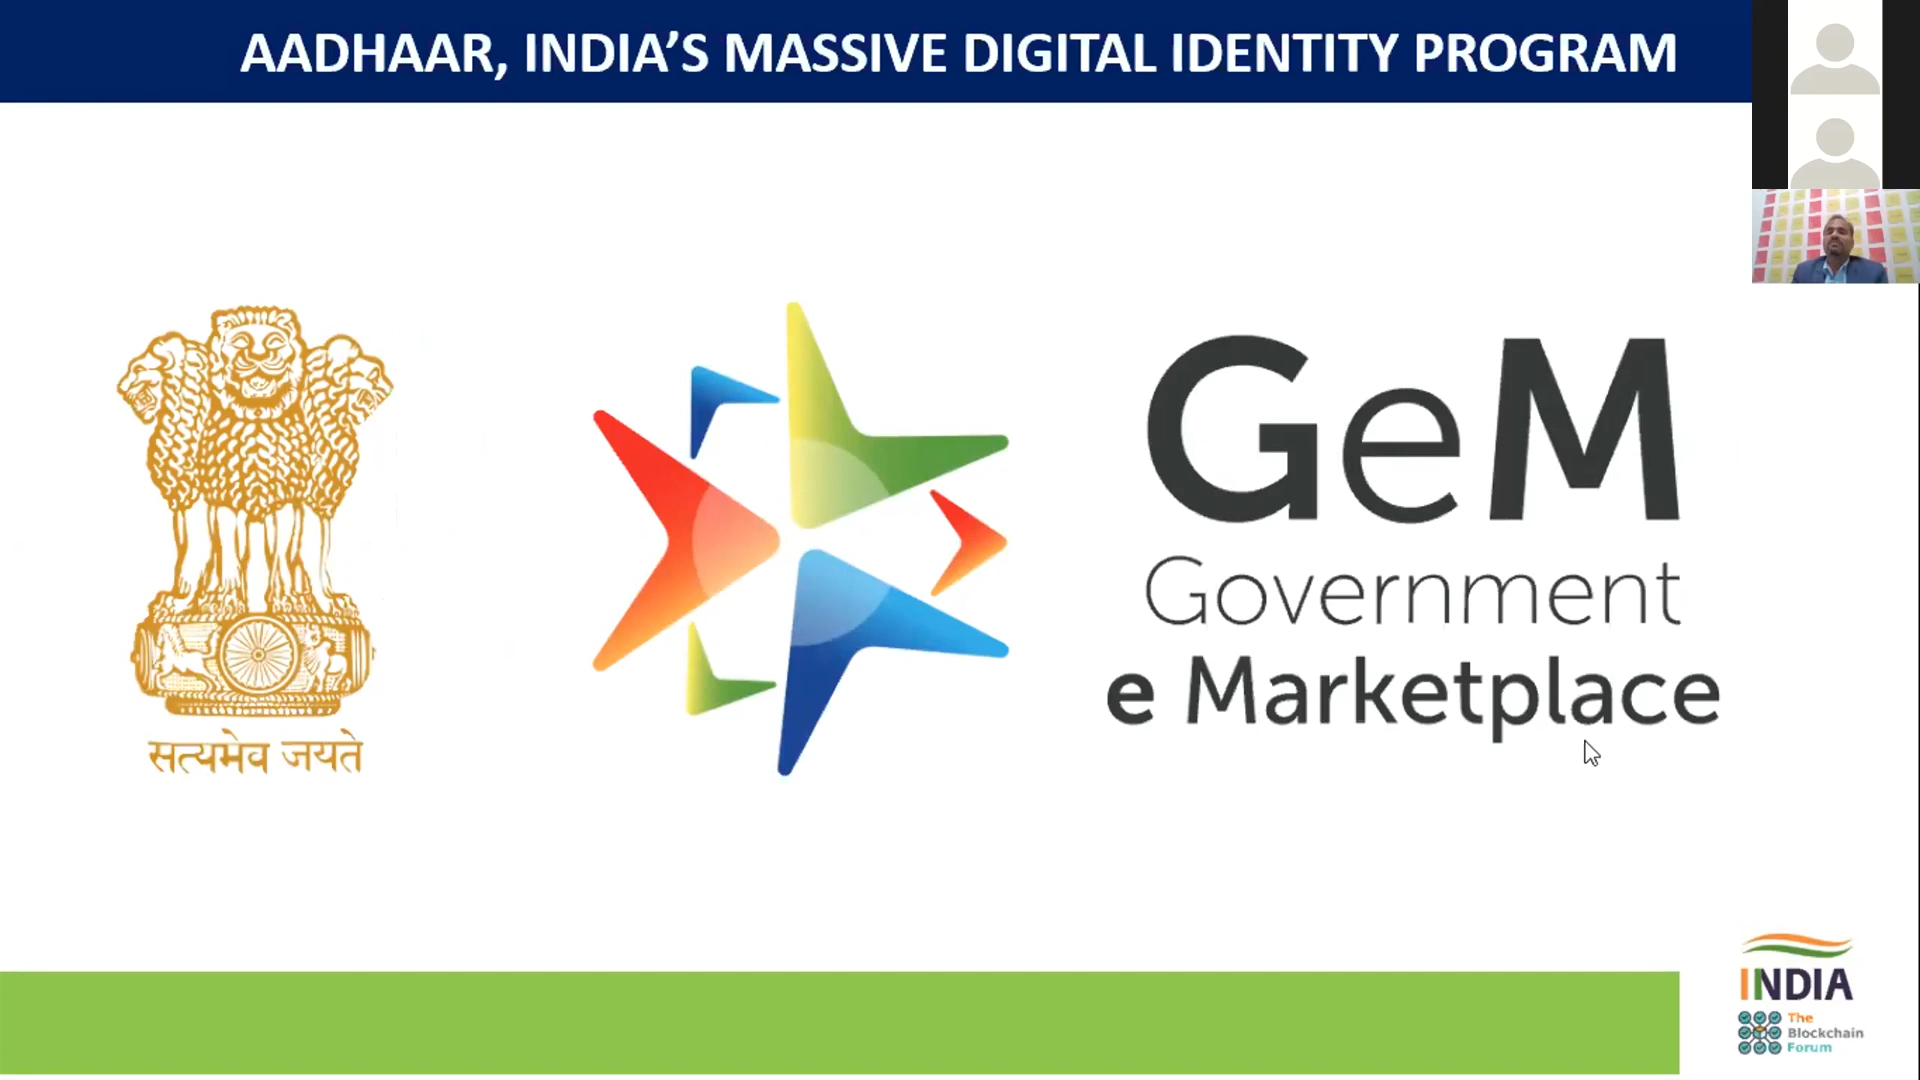 AADHAAR, INDIA’S MASSIVE DIGITAL IDENTITY PROGRAM
सत्यमेव जयते
GeM
Government
e Marketplace
INDIA
The
Blockchain
Forum